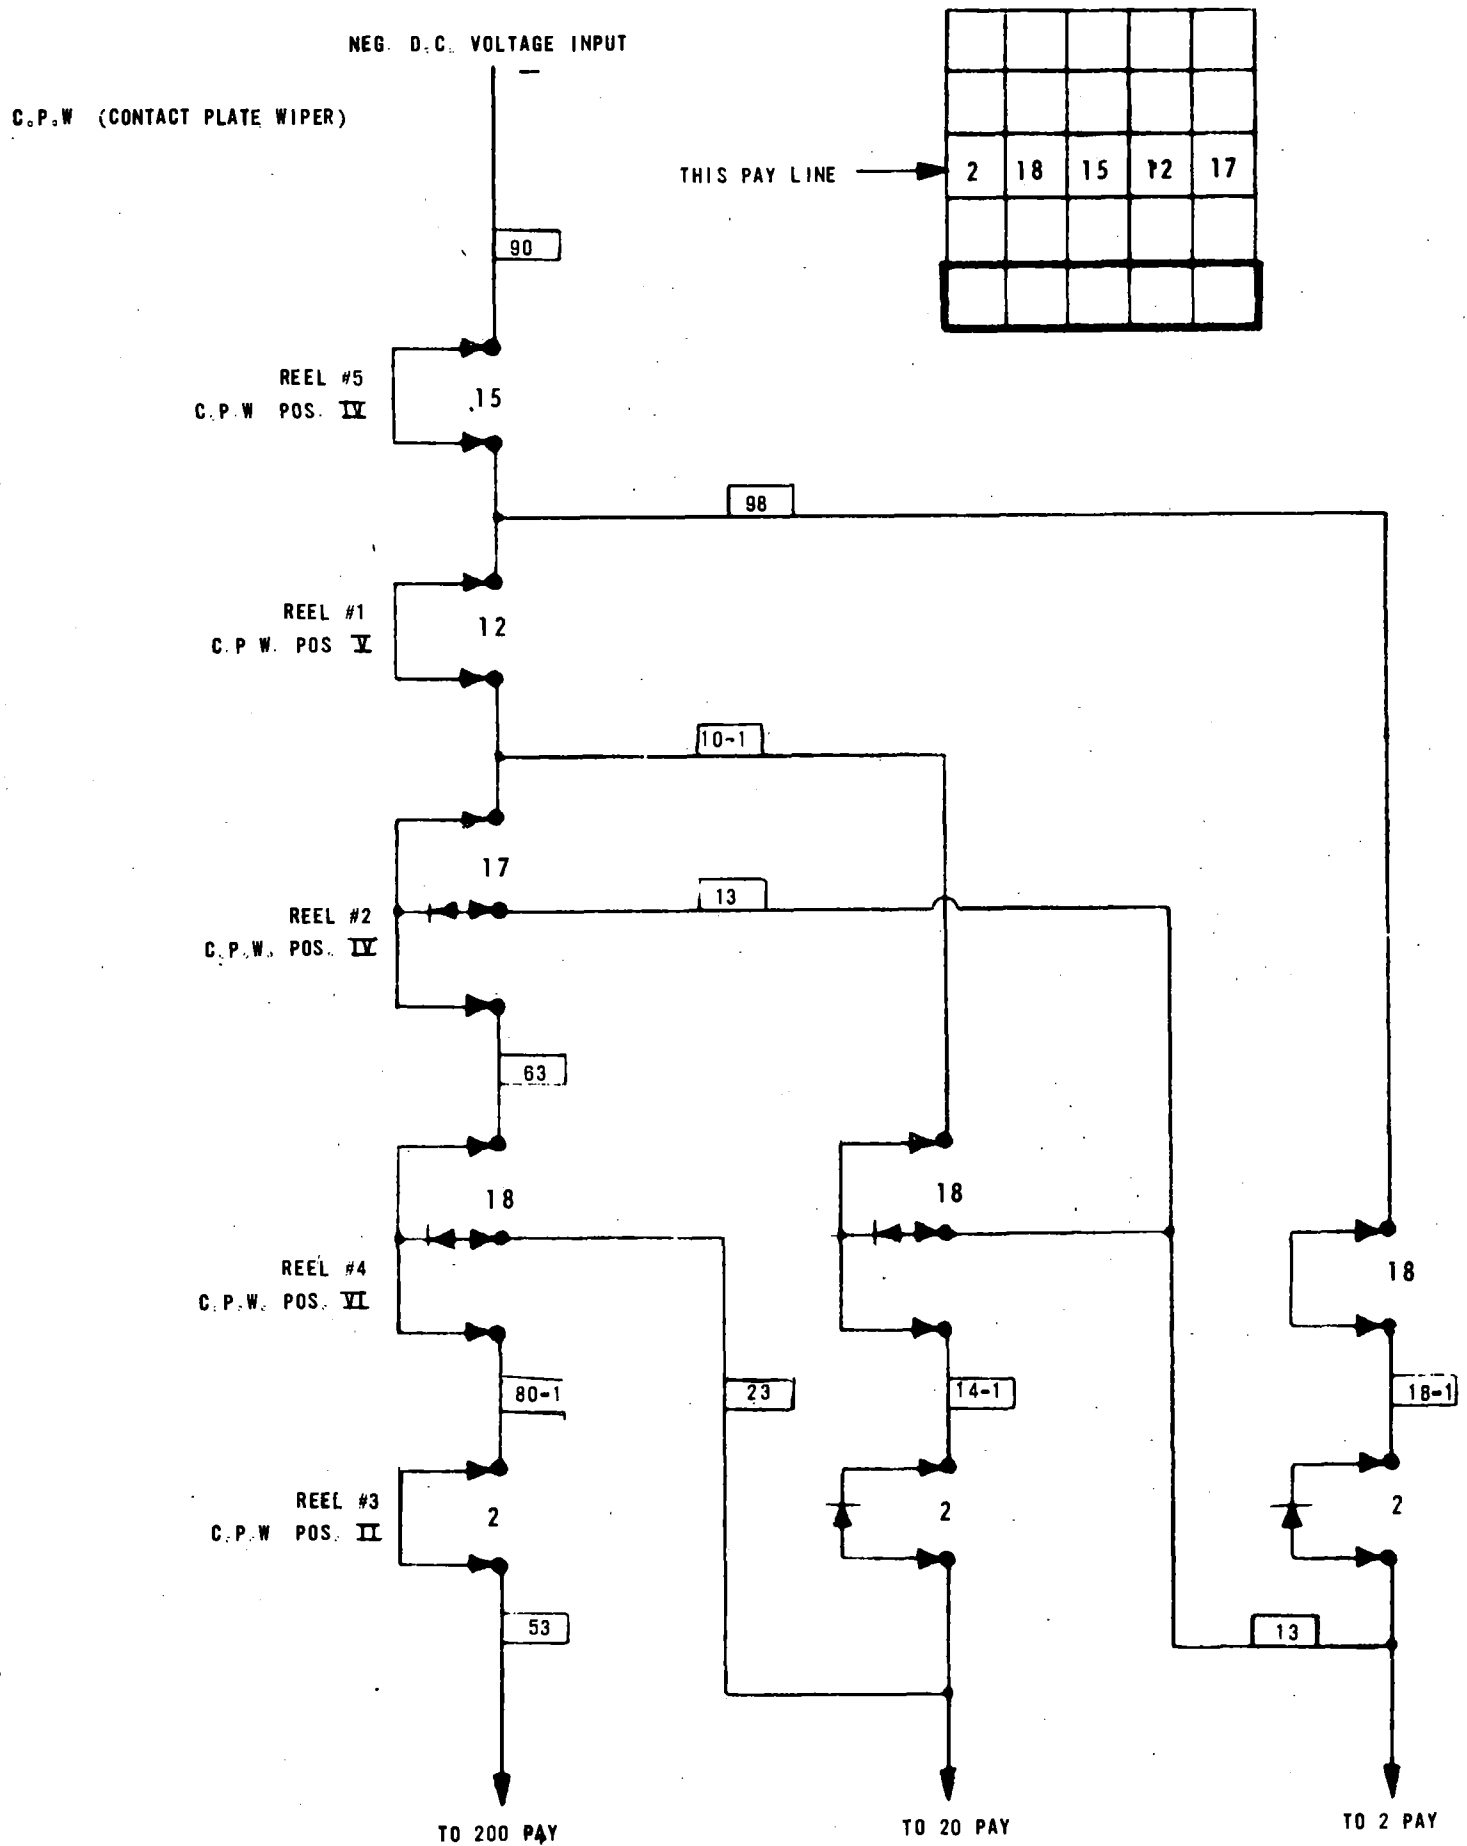 NEG. D.C. VOLTAGE INPUT
—
C.P.W (CONTACT PLATE WIPER)
THIS PAY LINE
2 18 15 12 17
90
REEL #5
C.P.W POS. IV
15
98
REEL #1
C.P W. POS V
12
10-1
17
13
REEL #2
C.P.W. POS. IV
63
18
18
REEL #4
C.P.W. POS. VI
18
80-1
23
14-1
18-1
REEL #3
C.P.W POS. II
2
2
2
53
13
TO 200 PAY
TO 20 PAY
TO 2 PAY